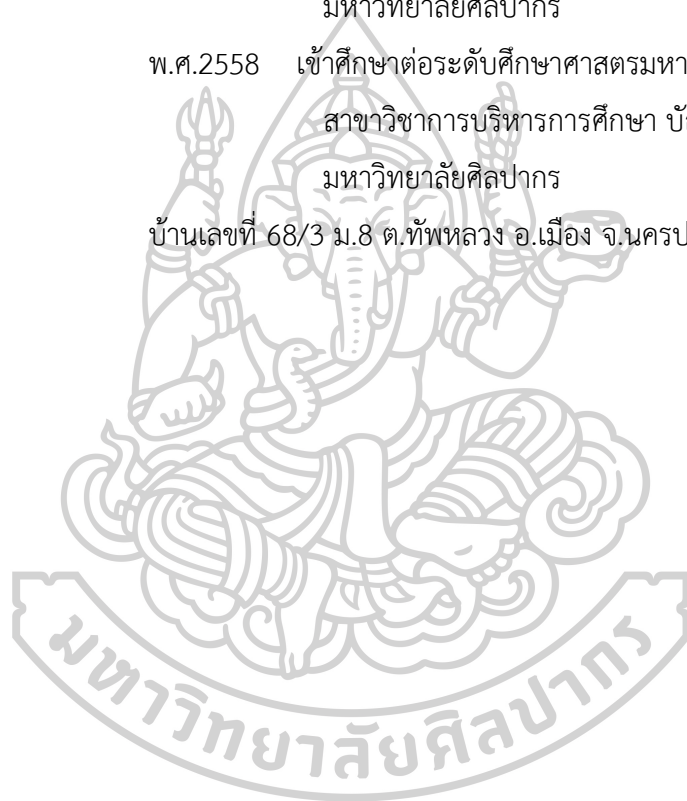 มหาวิทยาลัยศิลปากร
พ.ศ.2558 เข้าศึกษาต่อระดับศึกษาศาสตรมหา
สาขาวิชาการบริหารการศึกษา
มหาวิทยาลัยศิลปากร
บ้านเลขที่ 68/3 ม.8 ต.ทัพหลวง อ.เมือง จ.นครป
มหาวิทยาลัยศิลปากร